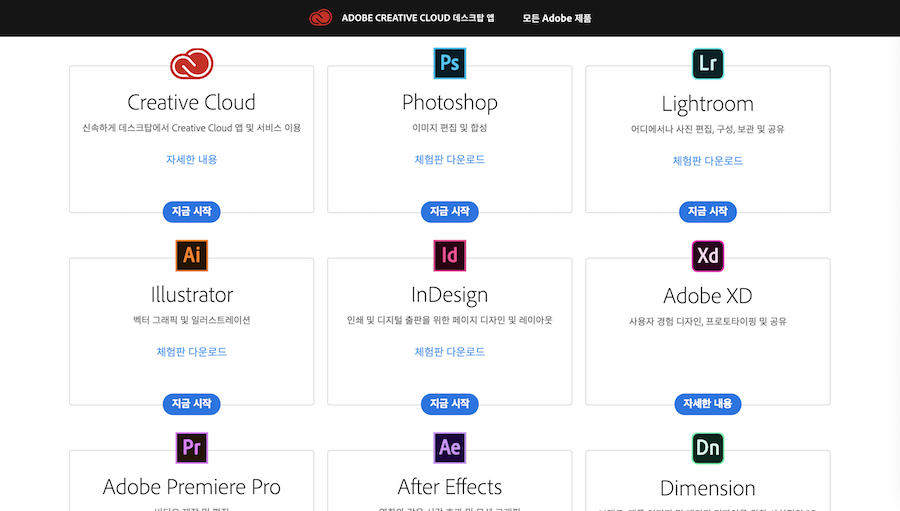 ADOBE CREATIVE CLOUD 데스크탑 앱 모든 Adobe 제품
Ps
Lr
Creative Cloud
Photoshop
Lightroom
신속하게 데스크탑에서 Creative Cloud 앱 및 서비스 이용
이미지 편집 및 합성
어디에서나 사진 편집, 구성, 보관 및 공유
자세한 내용
체험판 다운로드
체험판 다운로드
지금 시작
지금 시작
지금 시작
Ai
Id
Xd
Illustrator
InDesign
Adobe XD
벡터 그래픽 및 일러스트레이션
인쇄 및 디지털 출판을 위한 페이지 디자인 및 레이아웃
사용자 경험 디자인, 프로토타이핑 및 공유
체험판 다운로드
체험판 다운로드
지금 시작
지금 시작
자세한 내용
Pr
Ae
Dn
Adobe Premiere Pro
After Effects
Dimension